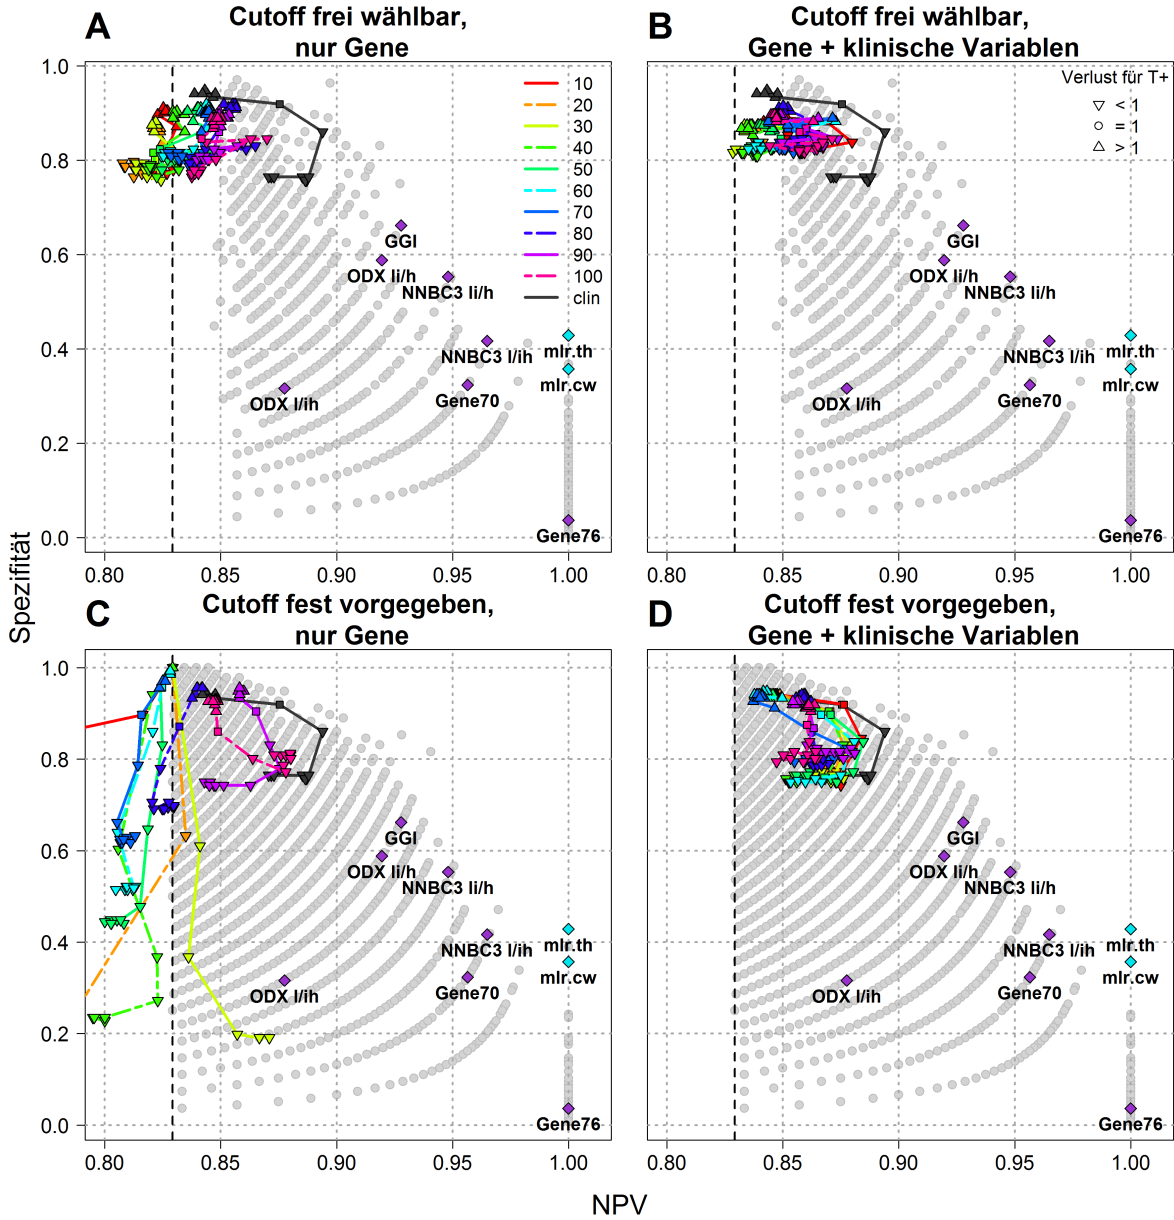 A
Cutoff frei wählbar,
nur Gene
1.0
0.8
0.6
0.4
0.2
0.0
10
20
30
40
50
60
70
80
90
100
clin
GGI
ODX li/h
NNBC3 li/h
NNBC3 l/ih
mlr.th
mlr.cw
ODX l/ih
Gene70
Gene76
0.80
0.85
0.90
0.95
1.00
B
Cutoff frei wählbar,
Gene + klinische Variablen
Verlust für T+
< 1
= 1
> 1
GGI
ODX li/h
NNBC3 li/h
NNBC3 l/ih
mlr.th
mlr.cw
ODX l/ih
Gene70
Gene76
0.80
0.85
0.90
0.95
1.00
C
Cutoff fest vorgegeben,
nur Gene
1.0
0.8
0.6
0.4
0.2
0.0
GGI
ODX li/h
NNBC3 li/h
NNBC3 l/ih
mlr.th
mlr.cw
ODX l/ih
Gene70
Gene76
0.80
0.85
0.90
0.95
1.00
D
Cutoff fest vorgegeben,
Gene + klinische Variablen
GGI
ODX li/h
NNBC3 li/h
NNBC3 l/ih
mlr.th
mlr.cw
ODX l/ih
Gene70
Gene76
0.80
0.85
0.90
0.95
1.00
Spezifität
NPV